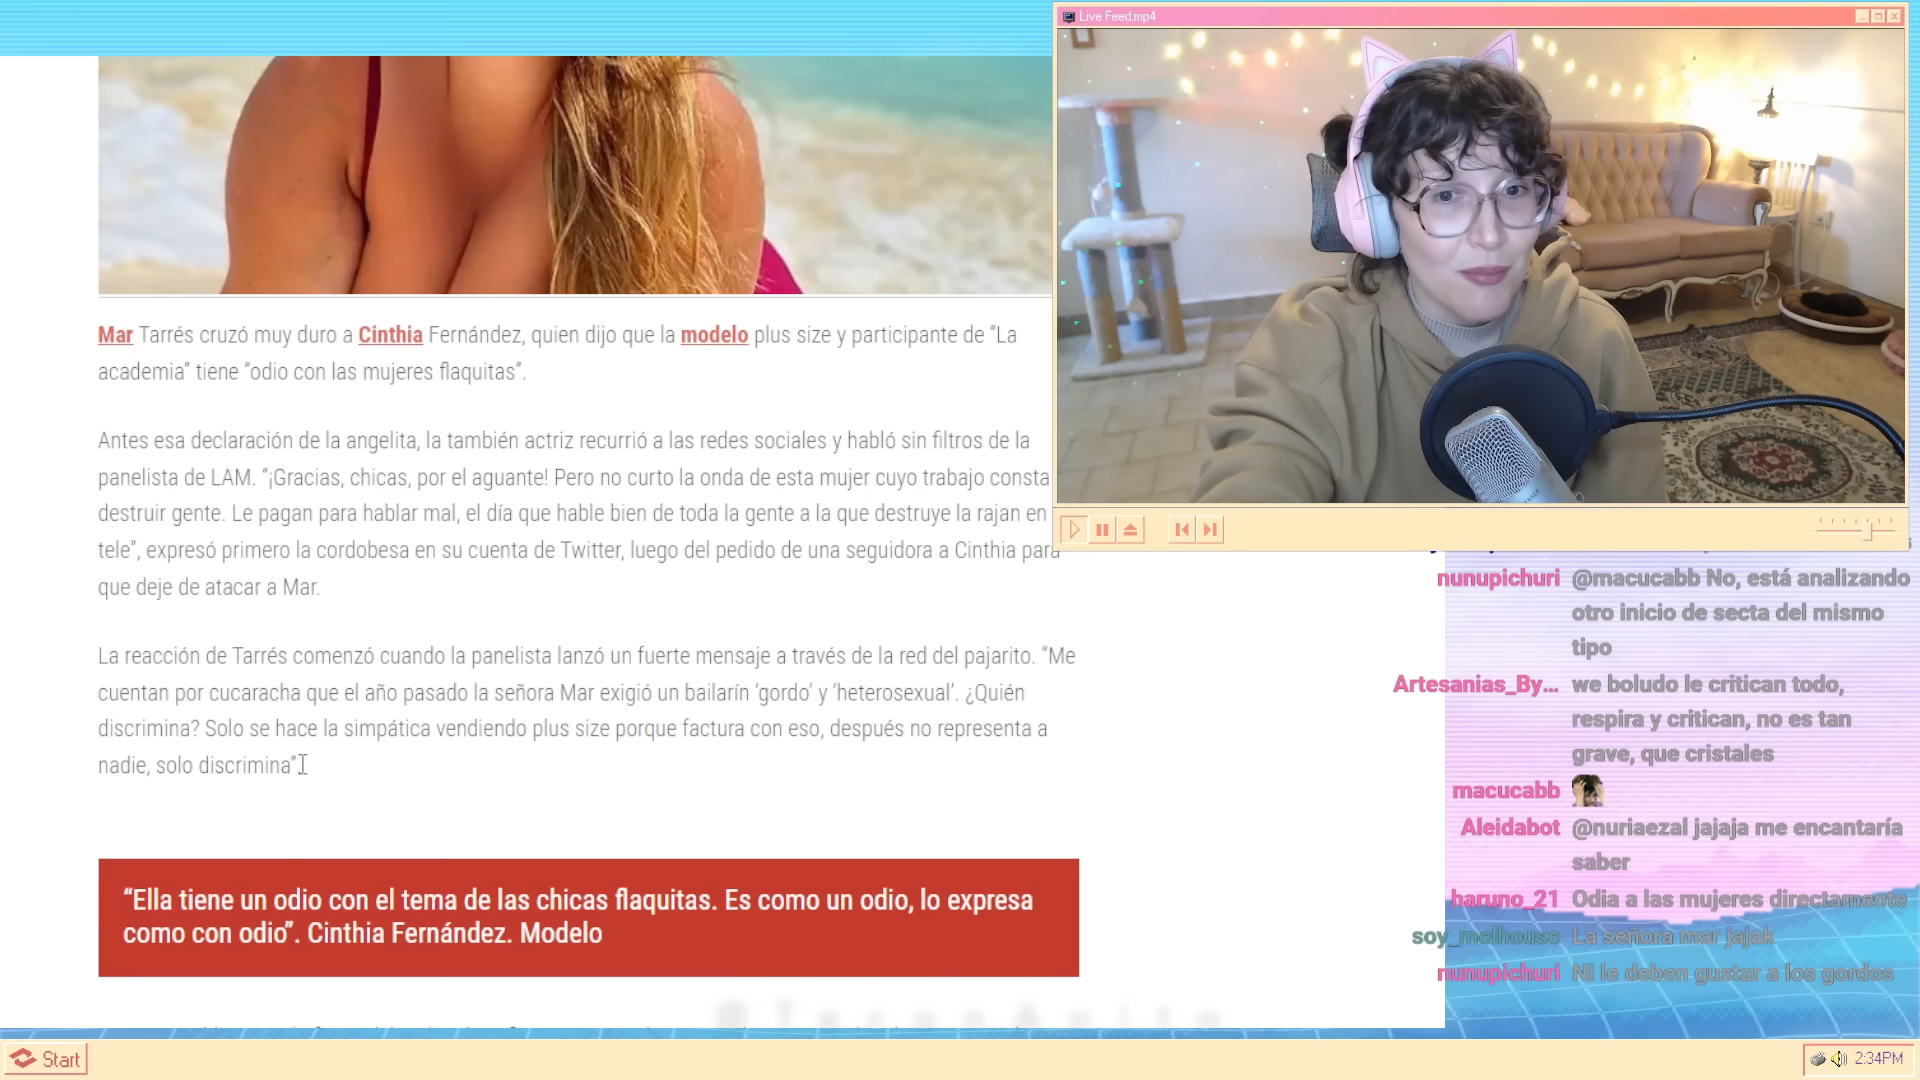 Live Feed.mp4
Mar Tarrés cruzó muy duro a Cinthia Fernández, quien dijo que la modelo plus size y participante de “La
academia” tiene “odio con las mujeres flaquitas”.
Antes esa declaración de la angelita, la también actriz recurrió a las redes sociales y habló sin filtros de la
panelista de LAM. “¡Gracias, chicas, por el aguante! Pero no curto la onda de esta mujer cuyo trabajo consta
destruir gente. Le pagan para hablar mal, el día que hable bien de toda la gente a la que destruye la rajan en
tele”, expresó primero la cordobesa en su cuenta de Twitter, luego del pedido de una seguidora a Cinthia para
que deje de atacar a Mar.
La reacción de Tarrés comenzó cuando la panelista lanzó un fuerte mensaje a través de la red del pajarito. “Me
cuentan por cucaracha que el año pasado la señora Mar exigió un bailarín ‘gordo’ y ‘heterosexual’. ¿Quién
discrimina? Solo se hace la simpática vendiendo plus size porque factura con eso, después no representa a
nadie, solo discrimina”
“Ella tiene un odio con el tema de las chicas flaquitas. Es como un odio, lo expresa
como con odio”. Cinthia Fernández. Modelo
nunupichuri @macucabb No, está analizando
otro inicio de secta del mismo
tipo
Artesanias_By... we boludo le critican todo,
respira y critican, no es tan
grave, que cristales
macucabb
Aleidabot @nuriaezal jajaja me encantaría
saber
haruno_21 Odia a las mujeres directamente
soy_melhouse La señora mar jajak
nunupichuri Ni le deben gustar a los gordos
Start
2:34PM